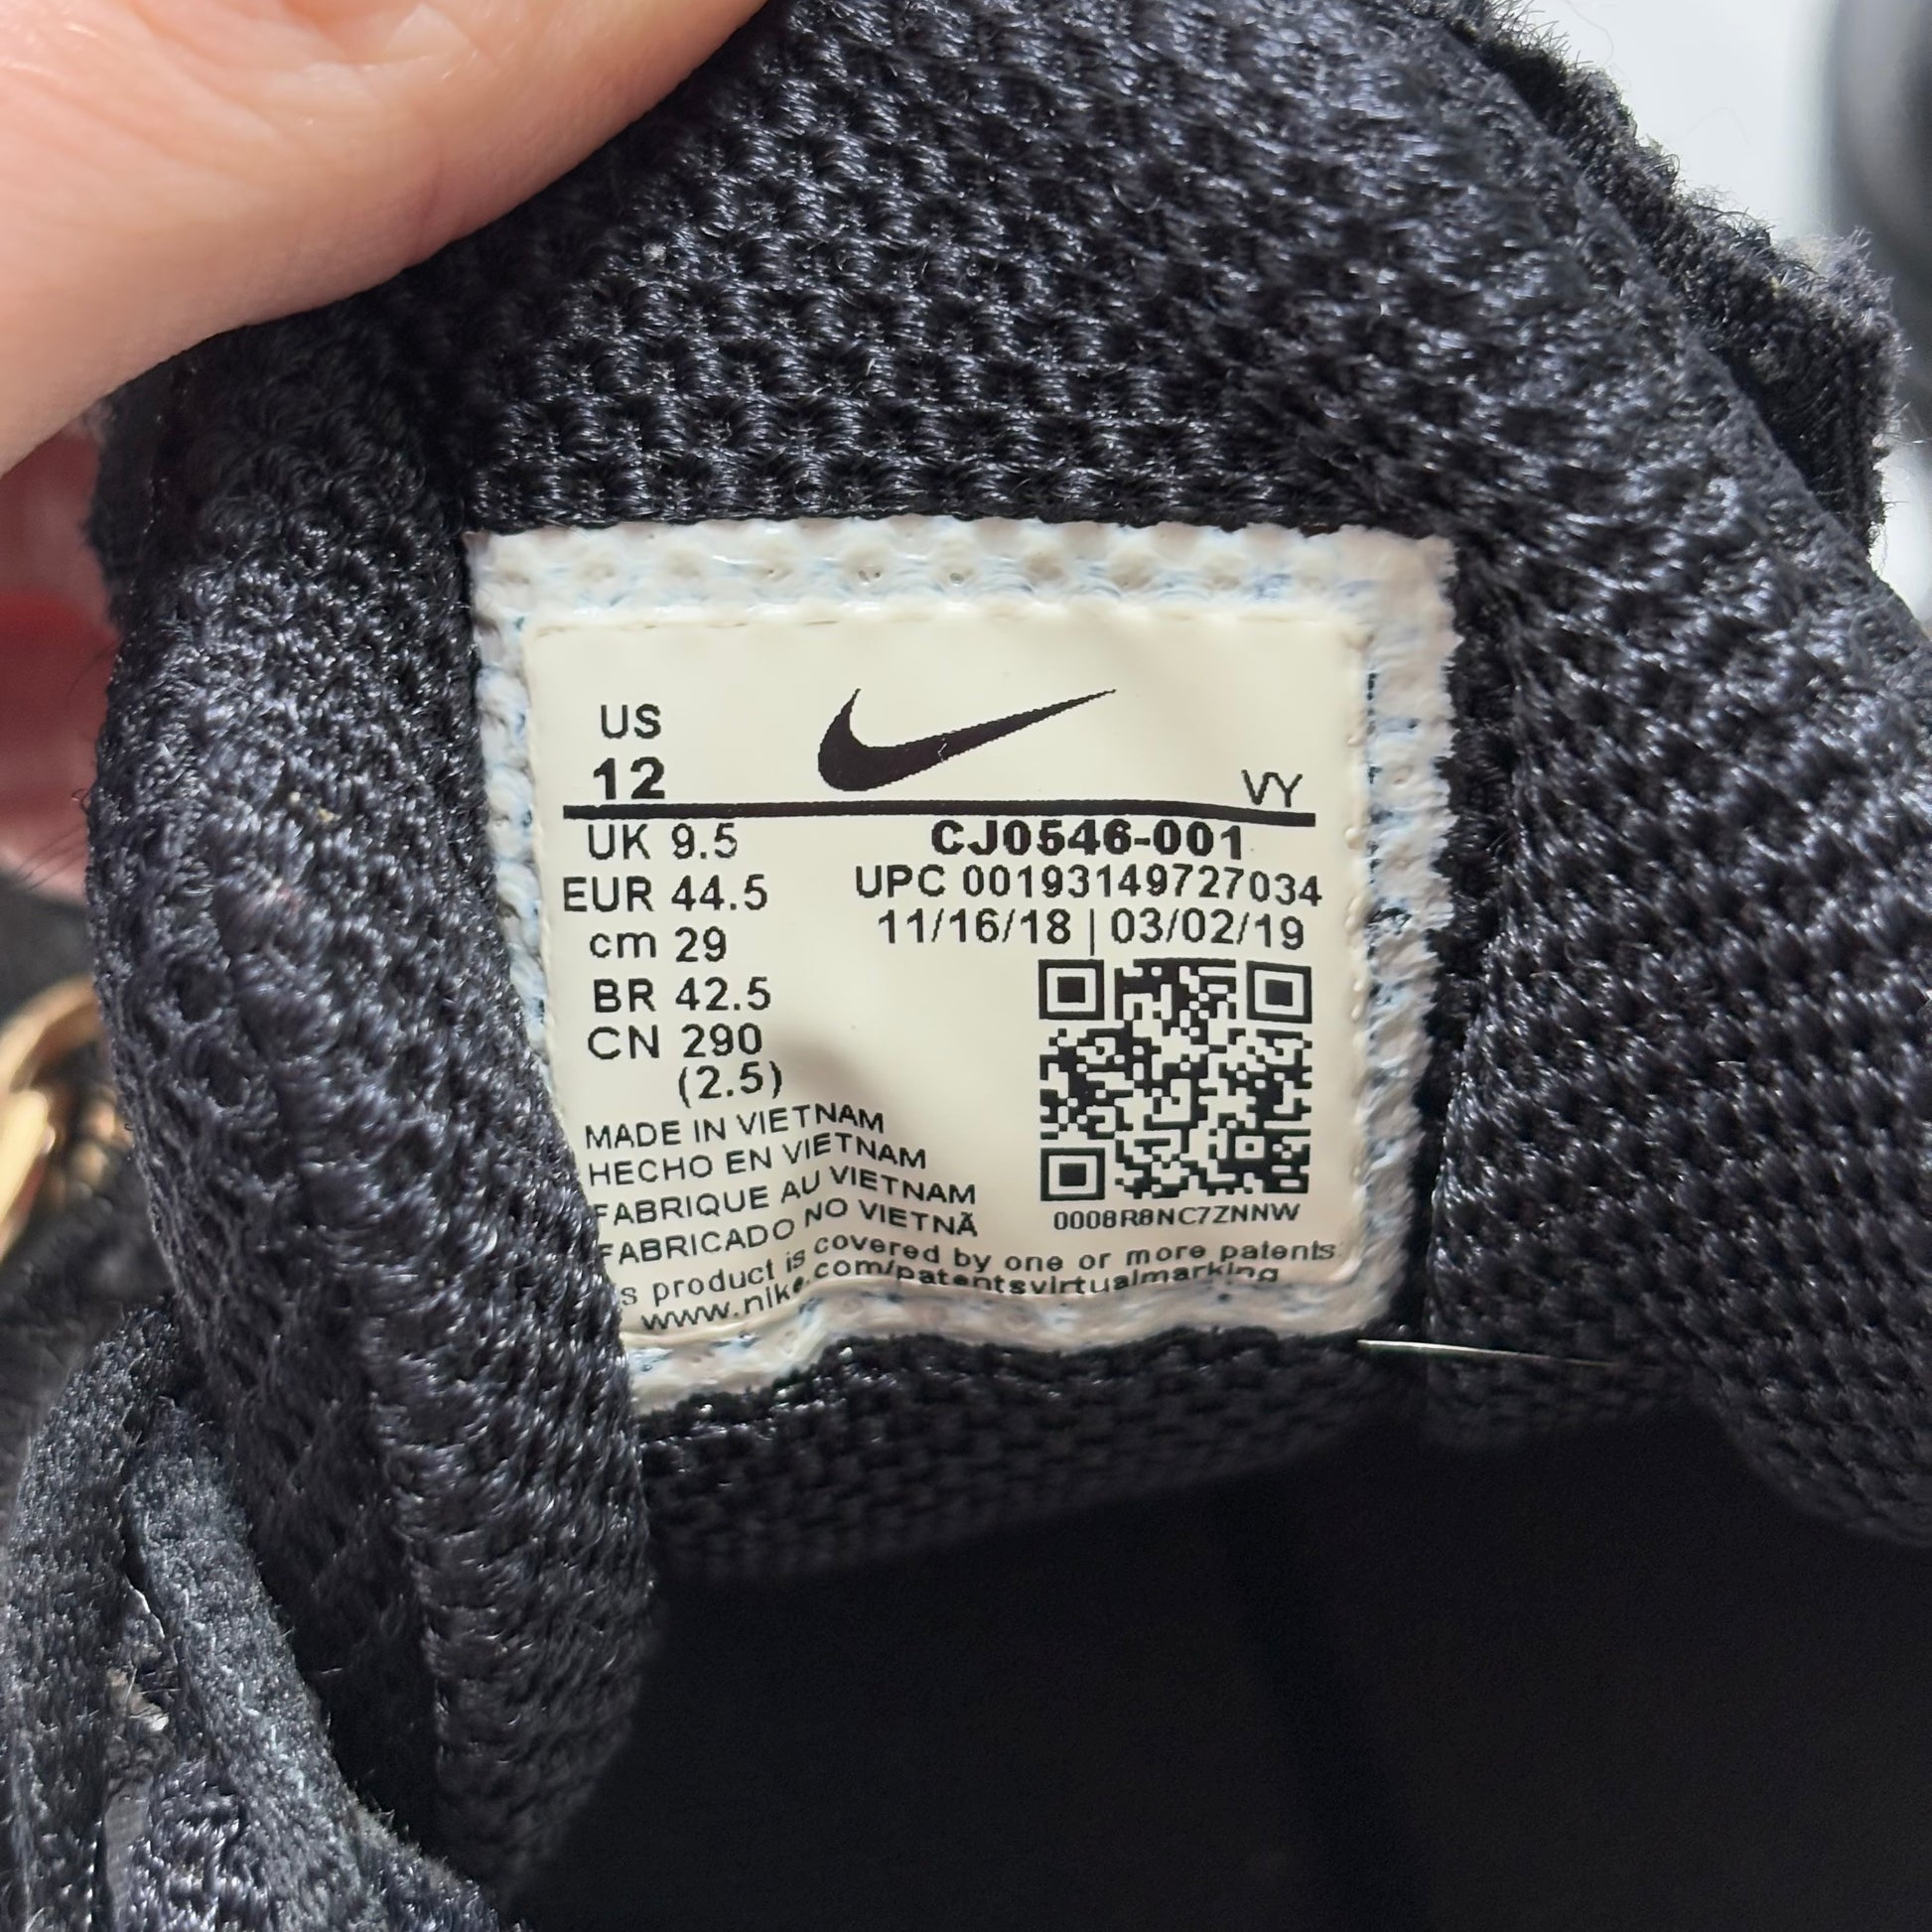 US
12
VY
UK 9.5
EUR 44.5
cm 29
BR 42.5
CN 290
(2.5)
CJ0546-001
UPC 00193149727034
11/16/18 | 03/02/19
MADE IN VIETNAM
HECHO EN VIETNAM
FABRIQUE AU VIETNAM
FABRICADO NO VIETNÃ
0008R8NC7ZNNW
product is covered by one or more patents
www.nike.com/patentsvirtualmarking